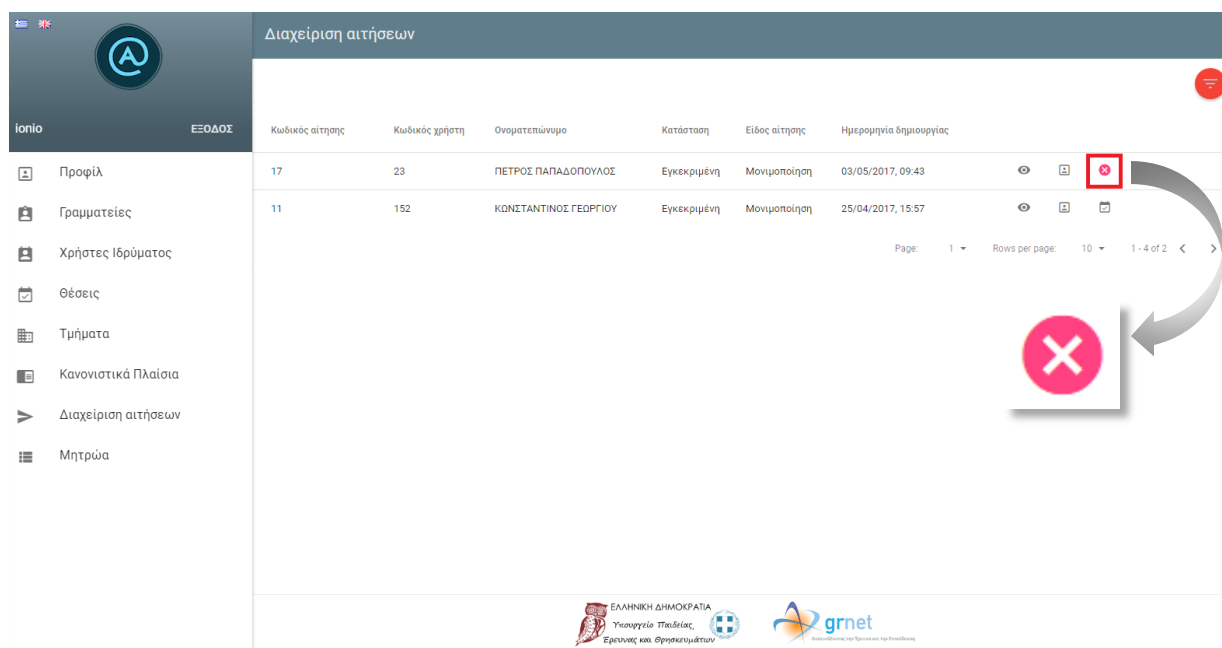 Διαχείριση αιτήσεων
ionio ΕΞΟΔΟΣ
Προφίλ
Γραμματείες
Χρήστες Ιδρύματος
Θέσεις
Τμήματα
Κανονιστικά Πλαίσια
Διαχείριση αιτήσεων
Μητρώα
Κωδικός αίτησης Κωδικός χρήστη Ονοματεπώνυμο Κατάσταση Είδος αίτησης Ημερομηνία δημιουργίας
17 23 ΠΕΤΡΟΣ ΠΑΠΑΔΟΠΟΥΛΟΣ Εγκεκριμένη Μονιμοποίηση 03/05/2017, 09:43
11 152 ΚΩΝΣΤΑΝΤΙΝΟΣ ΓΕΩΡΓΙΟΥ Εγκεκριμένη Μονιμοποίηση 25/04/2017, 15:57
Page: 1 Rows per page: 10 1 - 4 of 2
ΕΛΛΗΝΙΚΗ ΔΗΜΟΚΡΑΤΙΑ
Υπουργείο Παιδείας,
Έρευνας και Θρησκευμάτων
grnet